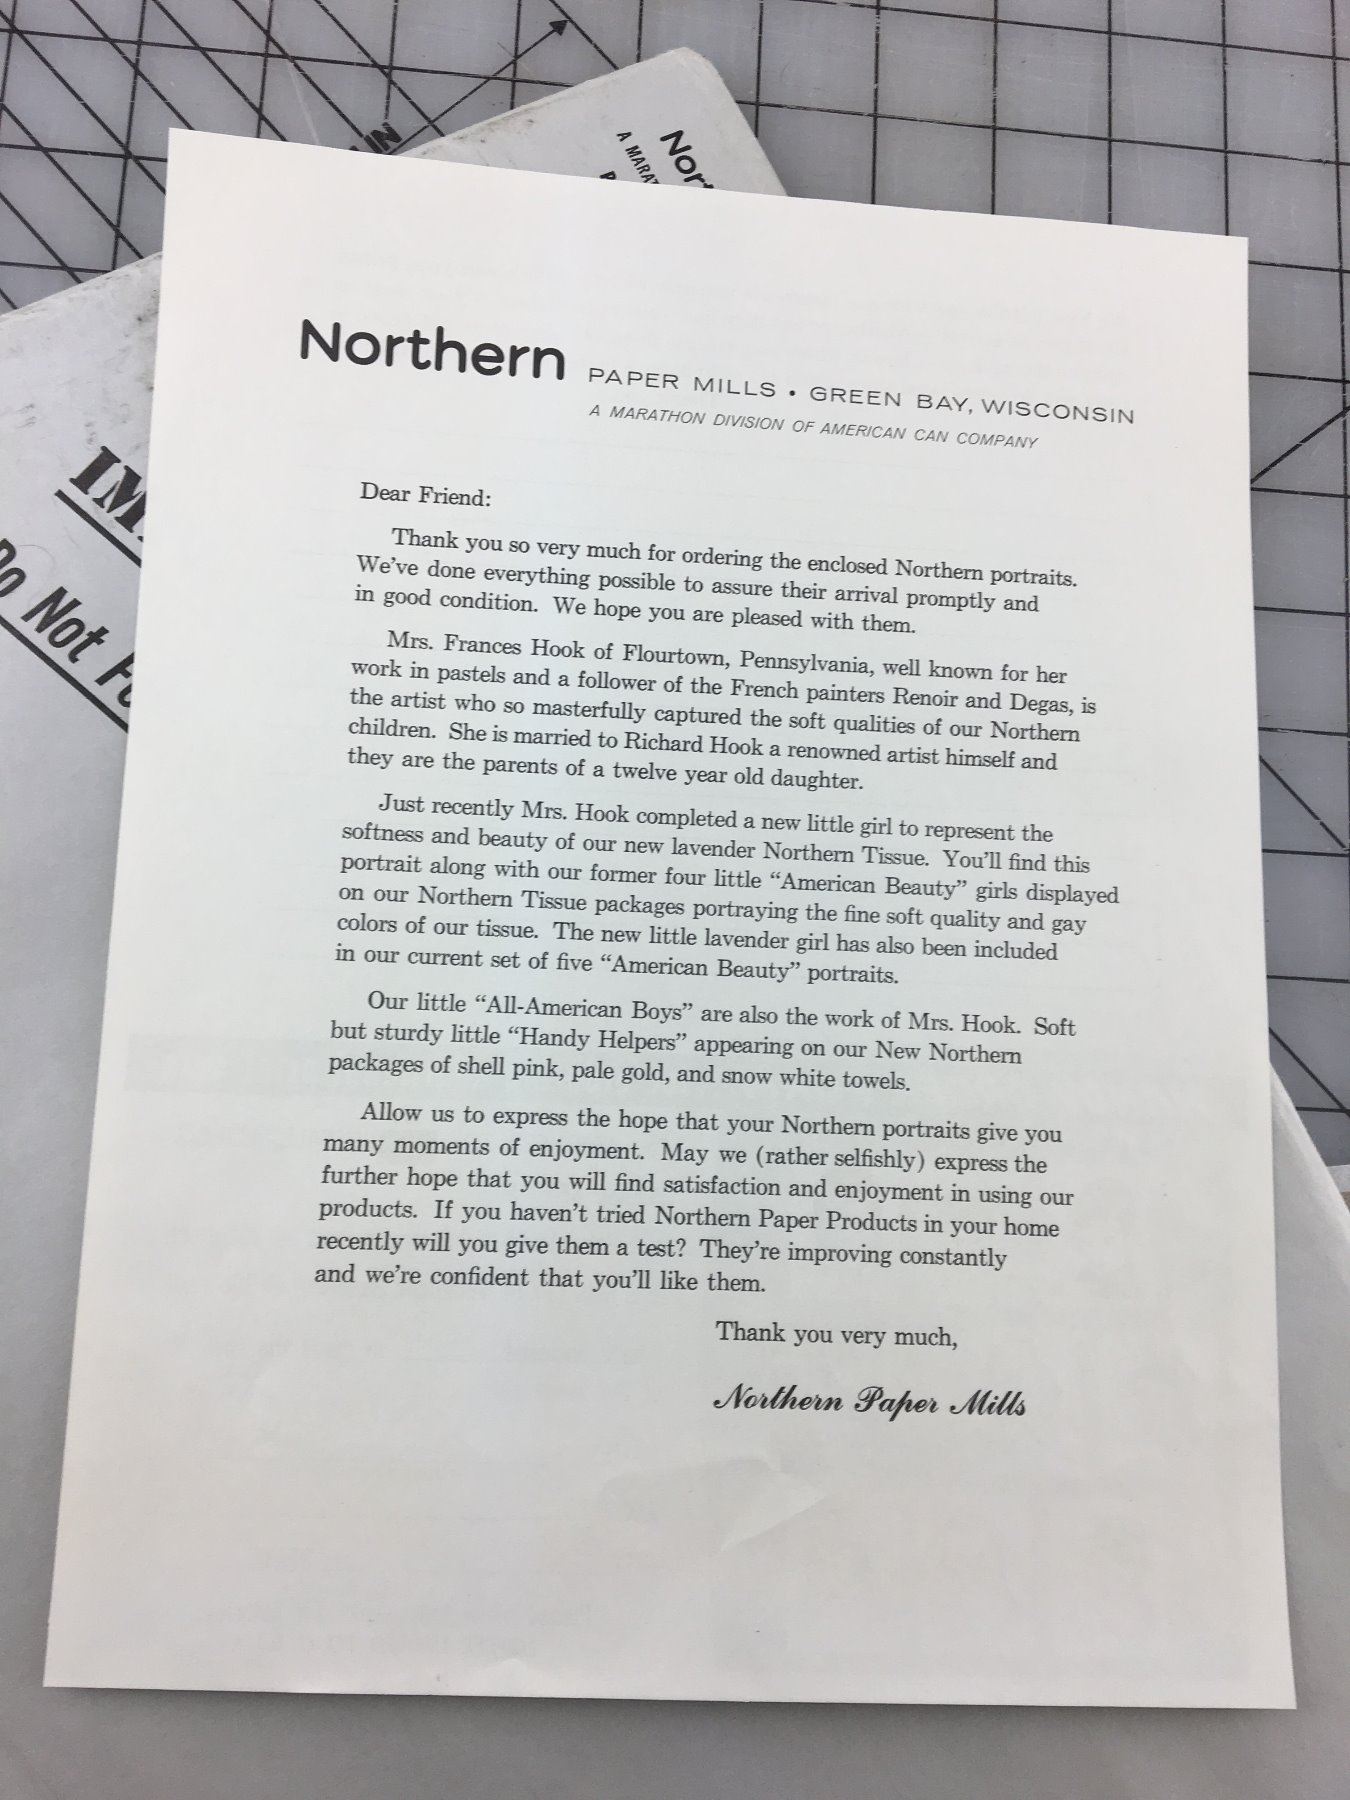 Nor
A MARAT
IM
Do Not F
Northern PAPER MILLS • GREEN BAY, WISCONSIN
A MARATHON DIVISION OF AMERICAN CAN COMPANY
Dear Friend:
Thank you so very much for ordering the enclosed Northern portraits.
We've done everything possible to assure their arrival promptly and
in good condition. We hope you are pleased with them.
Mrs. Frances Hook of Flourtown, Pennsylvania, well known for her
work in pastels and a follower of the French painters Renoir and Degas, is
the artist who so masterfully captured the soft qualities of our Northern
children. She is married to Richard Hook a renowned artist himself and
they are the parents of a twelve year old daughter.
Just recently Mrs. Hook completed a new little girl to represent the
softness and beauty of our new lavender Northern Tissue. You'll find this
portrait along with our former four little "American Beauty" girls displayed
on our Northern Tissue packages portraying the fine soft quality and gay
colors of our tissue. The new little lavender girl has also been included
in our current set of five "American Beauty" portraits.
Our little "All-American Boys" are also the work of Mrs. Hook. Soft
but sturdy little "Handy Helpers" appearing on our New Northern
packages of shell pink, pale gold, and snow white towels.
Allow us to express the hope that your Northern portraits give you
many moments of enjoyment. May we (rather selfishly) express the
further hope that you will find satisfaction and enjoyment in using our
products. If you haven't tried Northern Paper Products in your home
recently will you give them a test? They're improving constantly
and we're confident that you'll like them.
Thank you very much,
Northern Paper Mills